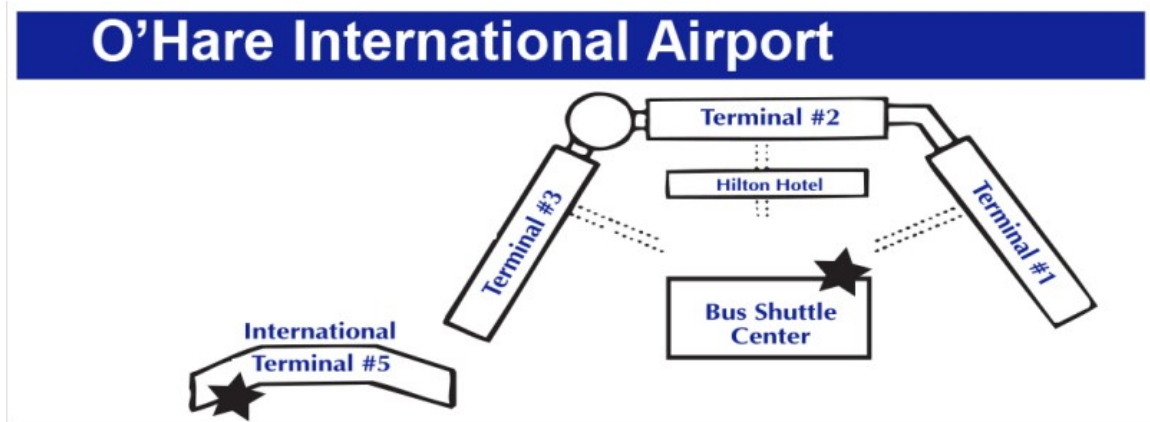 O'Hare International Airport
Terminal #2
Hilton Hotel
Terminal #3
Terminal #1
Bus Shuttle
Center
International
Terminal #5